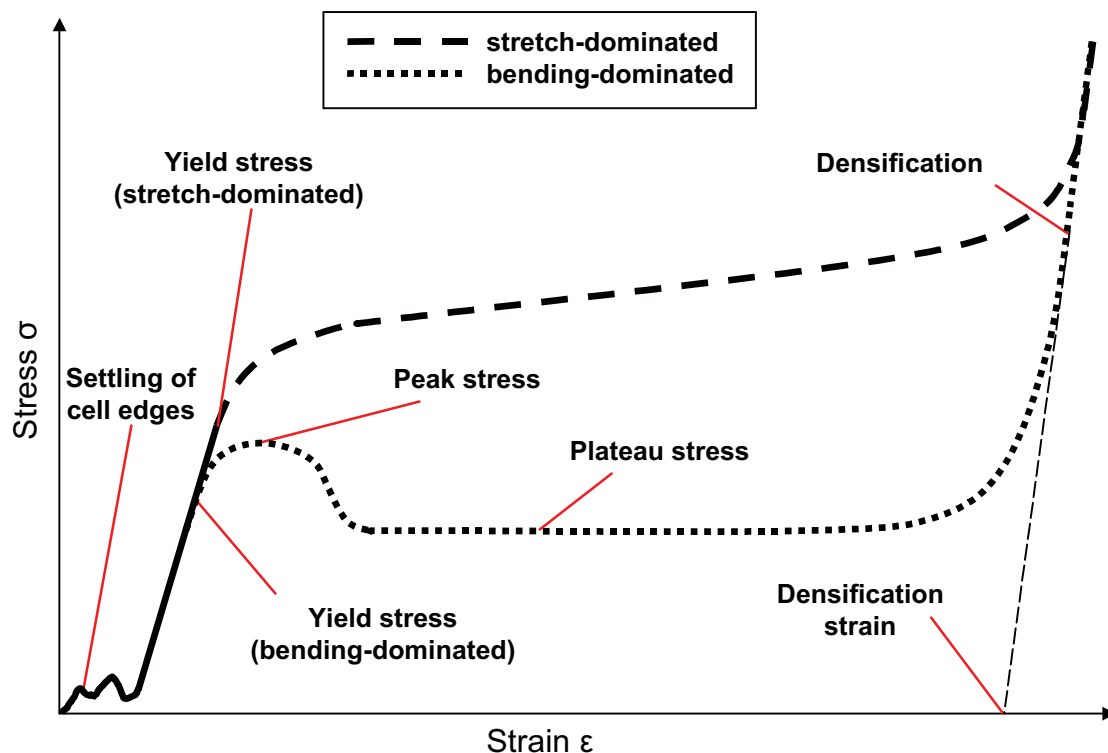 stretch-dominated
bending-dominated
Yield stress
(stretch-dominated)
Densification
Settling of
cell edges
Peak stress
Plateau stress
Yield stress
(bending-dominated)
Densification
strain
Stress σ
Strain ε